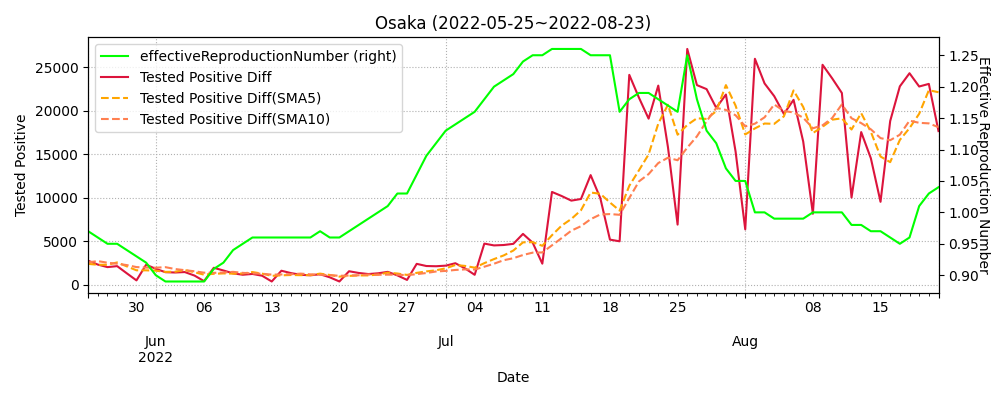 Osaka (2022-05-25~2022-08-23)
effectiveReproductionNumber (right)
Tested Positive Diff
Tested Positive Diff(SMA5)
Tested Positive Diff(SMA10)
Tested Positive
25000
20000
15000
10000
5000
0
1.25
1.20
1.15
1.10
1.05
1.00
0.95
0.90
Effective Reproduction Number
30 06 13 20 27 04 11 18 25 08 15
Jun Jul Aug
2022
Date